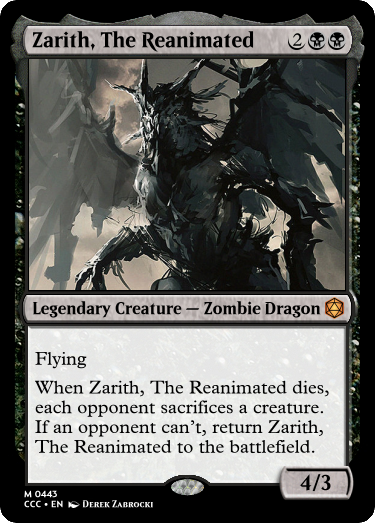 Zarith, The Reanimated 2
Legendary Creature — Zombie Dragon
Flying
When Zarith, The Reanimated dies,
each opponent sacrifices a creature.
If an opponent can't, return Zarith,
The Reanimated to the battlefield.
4/3
M 0443
CCC • EN Derek Zabrocki